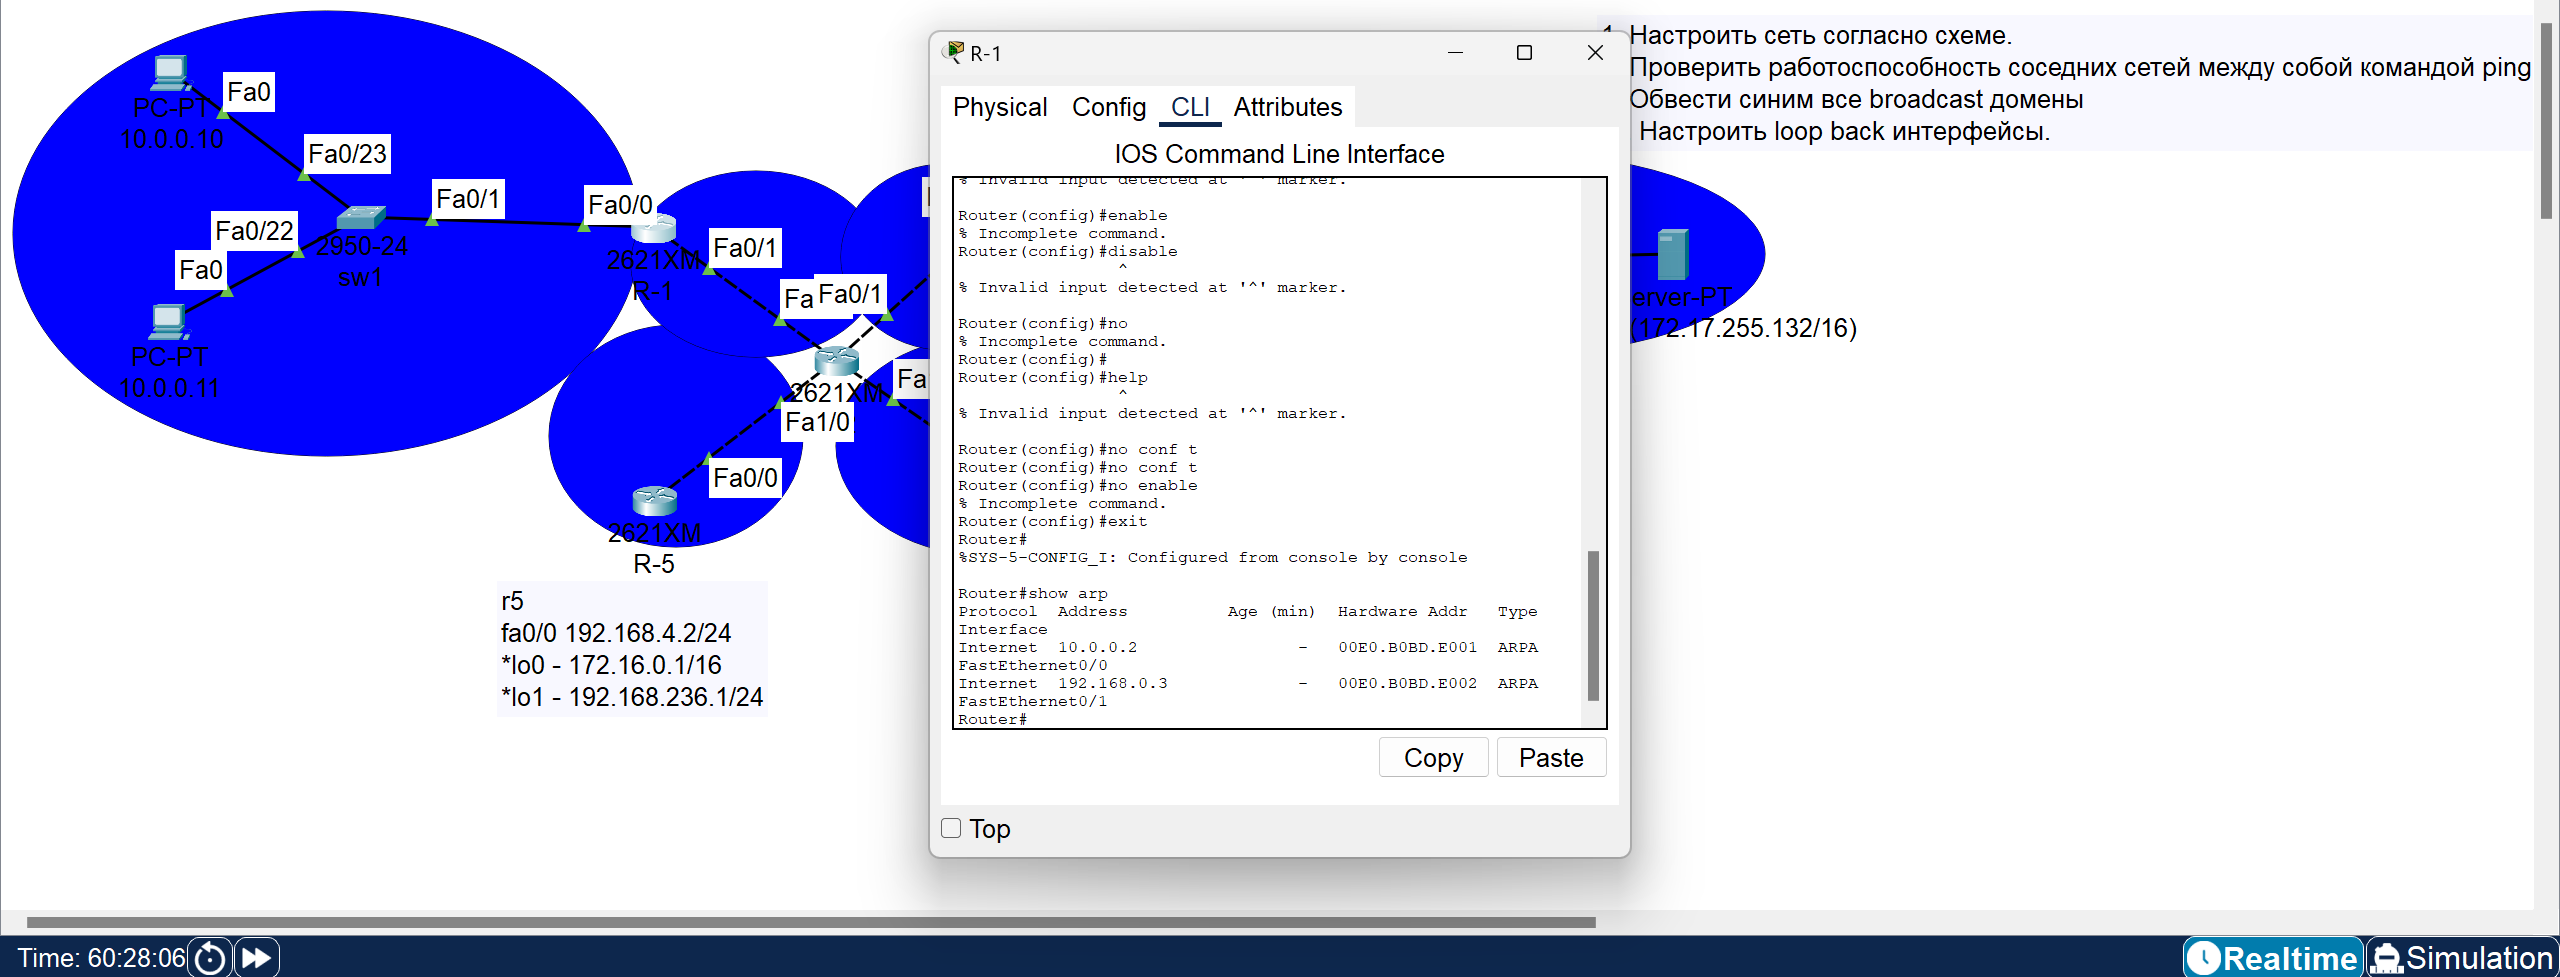 PC-PT
10.0.0.10
Fa0
Fa0/23
Fa0/22
Fa0
PC-PT
10.0.0.11
2950-24
sw1
Fa0/1
Fa0/0
2621XM
R-1
Fa0/1
Fa
Fa0/1
2621XM
Fa
Fa1/0
Fa0/0
2621XM
R-5
r5
fa0/0 192.168.4.2/24
*lo0 - 172.16.0.1/16
*lo1 - 192.168.236.1/24
R-1
Physical Config CLI Attributes
IOS Command Line Interface
% Invalid input detected at '^' marker.
Router(config)#enable
% Incomplete command.
Router(config)#disable
^
% Invalid input detected at '^' marker.
Router(config)#no
% Incomplete command.
Router(config)#
Router(config)#help
^
% Invalid input detected at '^' marker.
Router(config)#no conf t
Router(config)#no conf t
Router(config)#no enable
% Incomplete command.
Router(config)#exit
Router#
%SYS-5-CONFIG_I: Configured from console by console
Router#show arp
Protocol Address Age (min) Hardware Addr Type
Interface
Internet 10.0.0.2 - 00E0.B0BD.E001 ARPA
FastEthernet0/0
Internet 192.168.0.3 - 00E0.B0BD.E002 ARPA
FastEthernet0/1
Router#
Copy Paste
Top
Настроить сеть согласно схеме.
Проверить работоспособность соседних сетей между собой командой ping
Обвести синим все broadcast домены
Настроить loop back интерфейсы.
erver-PT
(172.17.255.132/16)
Time: 60:28:06
Realtime Simulation